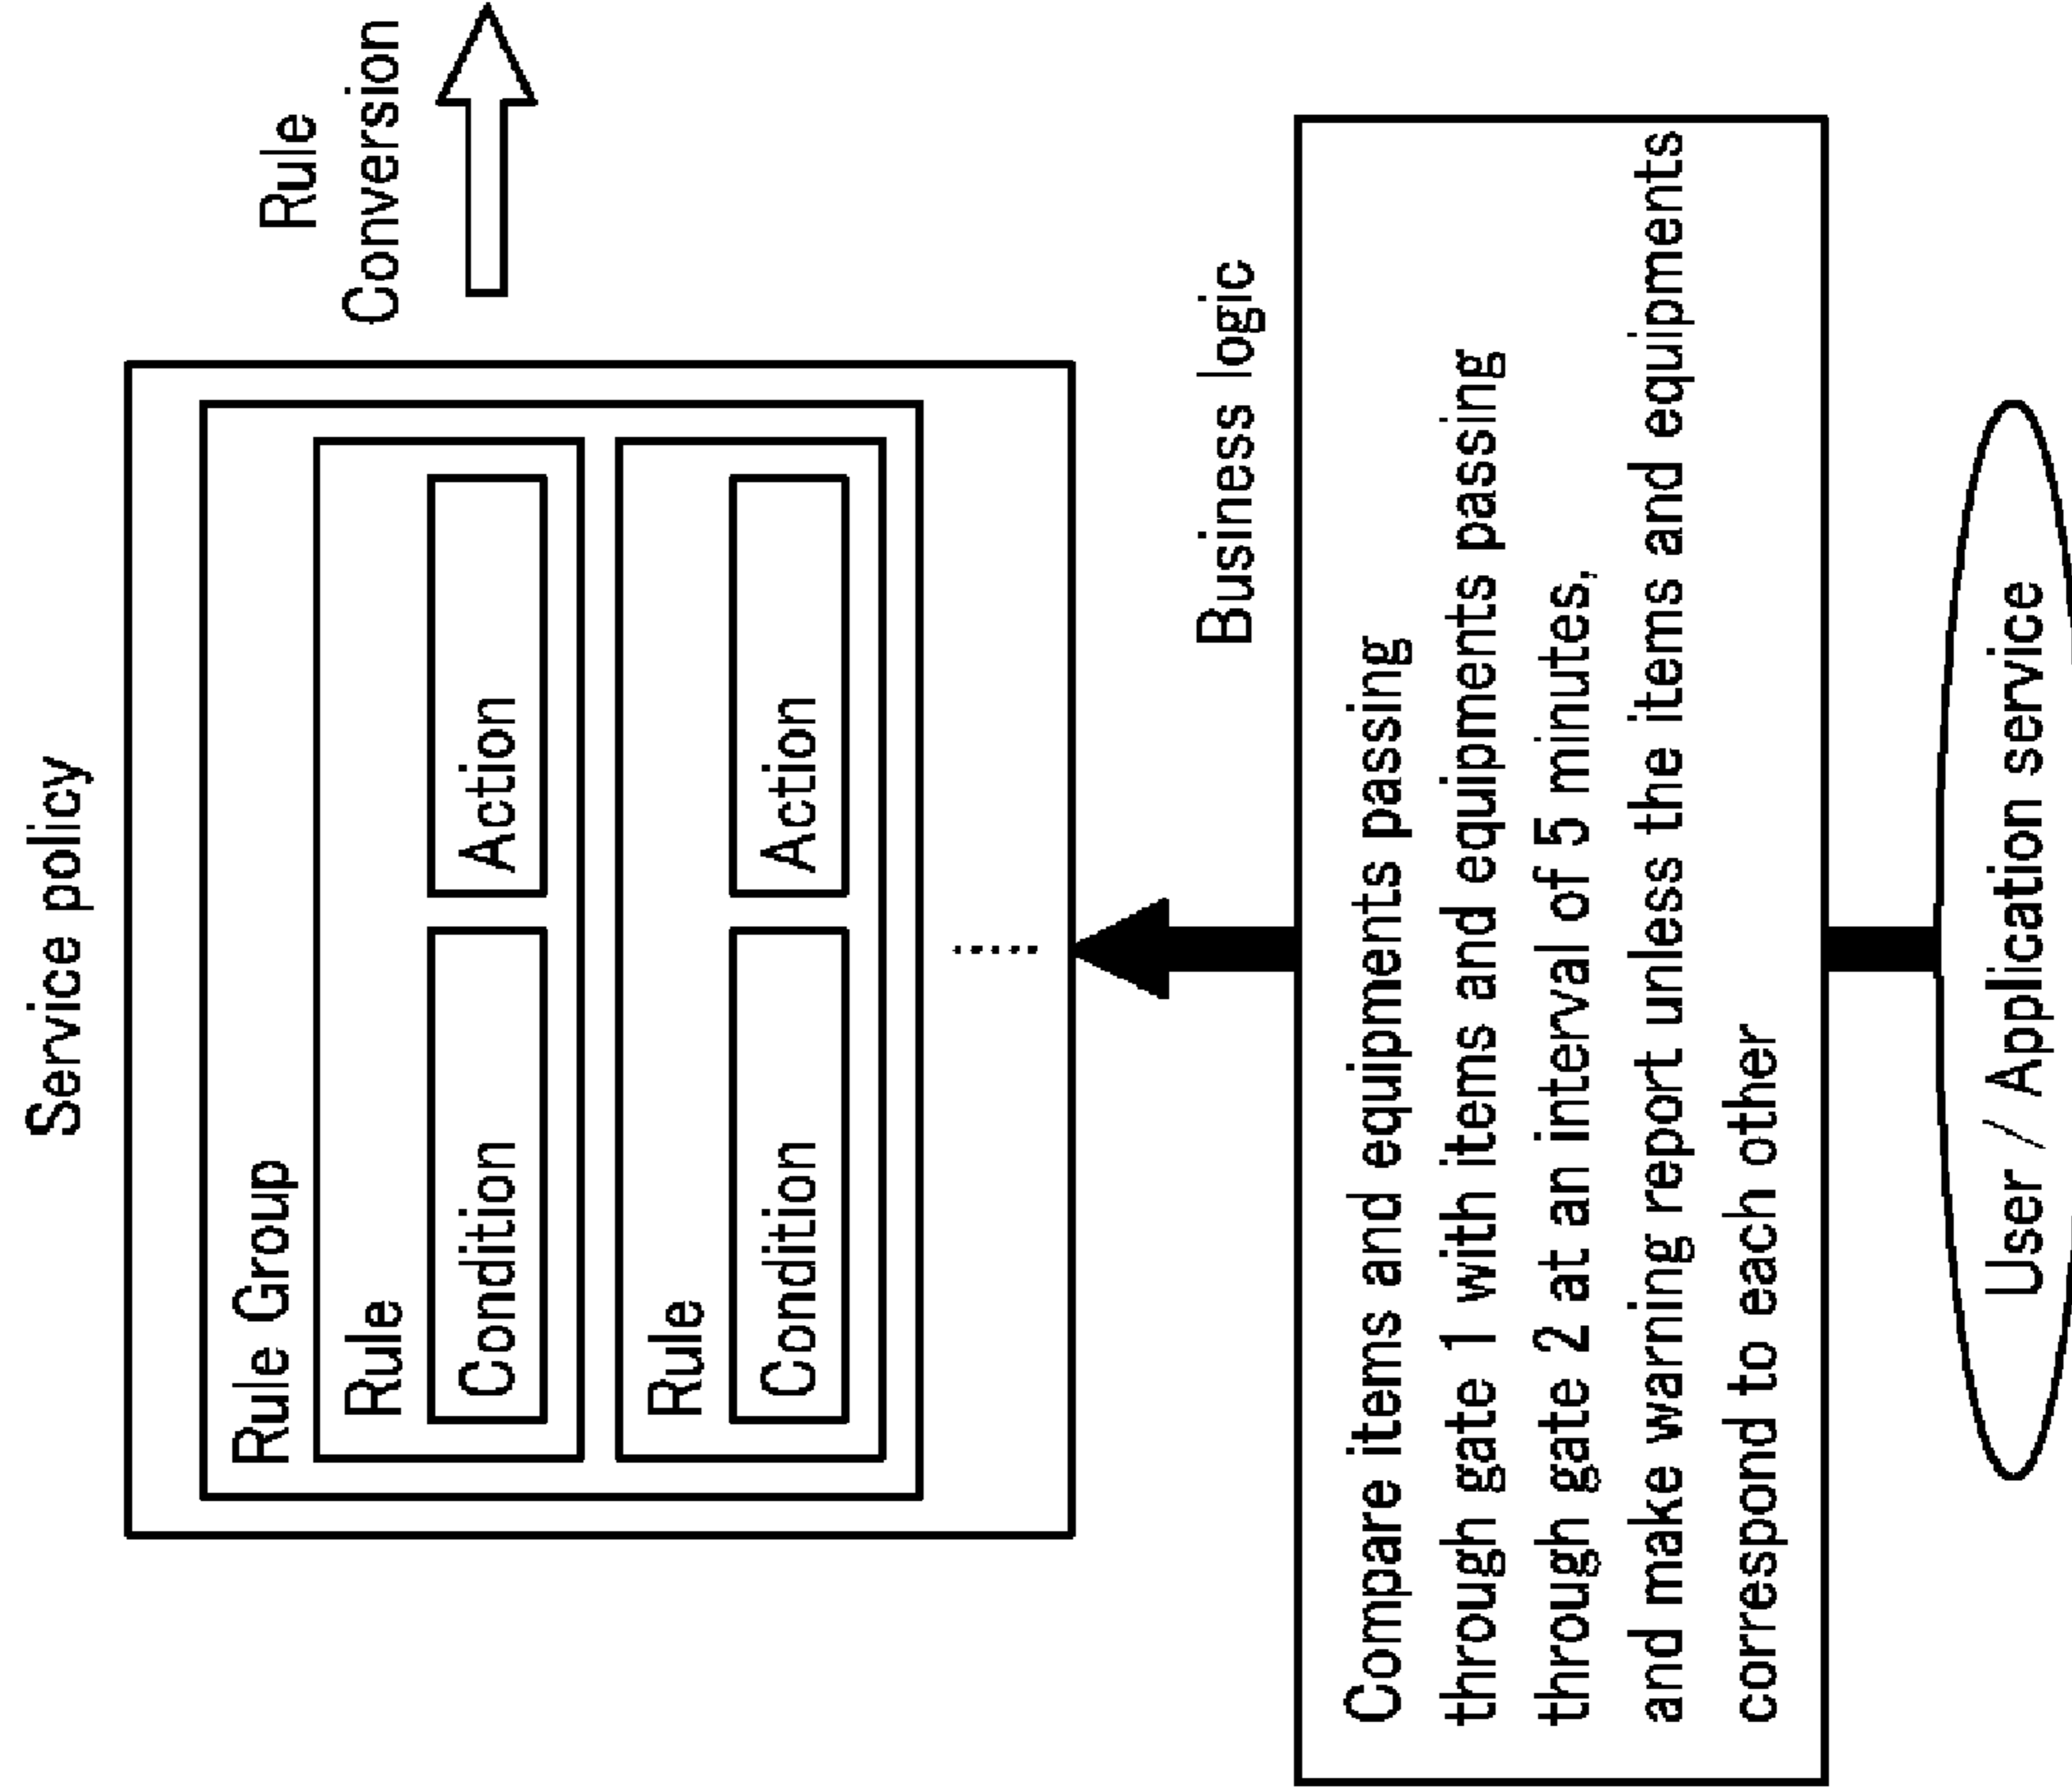 Service policy
Rule Group
Rule
Condition
Action
Rule
Condition
Action
Rule
Conversion
Business logic
Compare items and equipments passing
through gate 1 with items and equipments passing
through gate 2 at an interval of 5 minutes,
and make warning report unless the items and equipments
correspond to each other
User / Application service